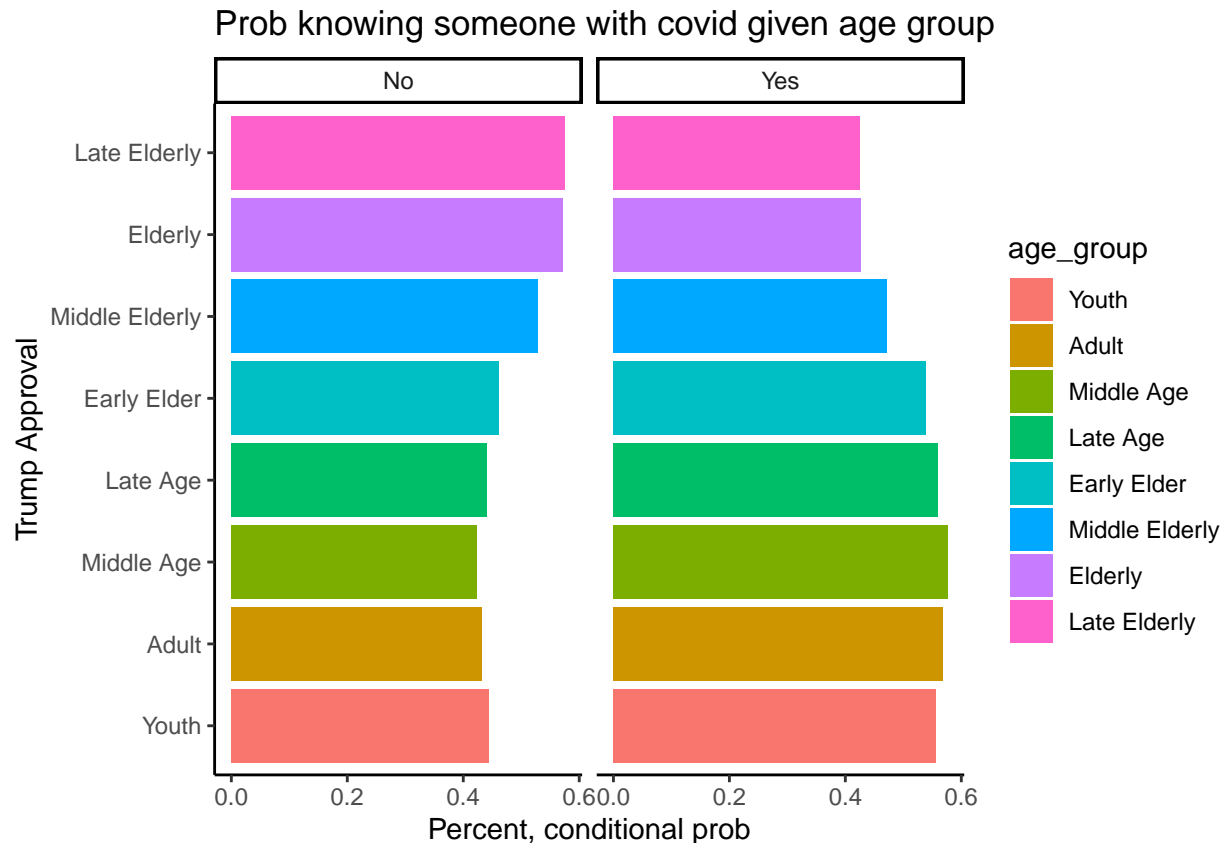 Prob knowing someone with covid given age group
No
Yes
Trump Approval
Late Elderly
Elderly
Middle Elderly
Early Elder
Late Age
Middle Age
Adult
Youth
0.0 0.2 0.4 0.6
0.0 0.2 0.4 0.6
Percent, conditional prob
age_group
Youth
Adult
Middle Age
Late Age
Early Elder
Middle Elderly
Elderly
Late Elderly